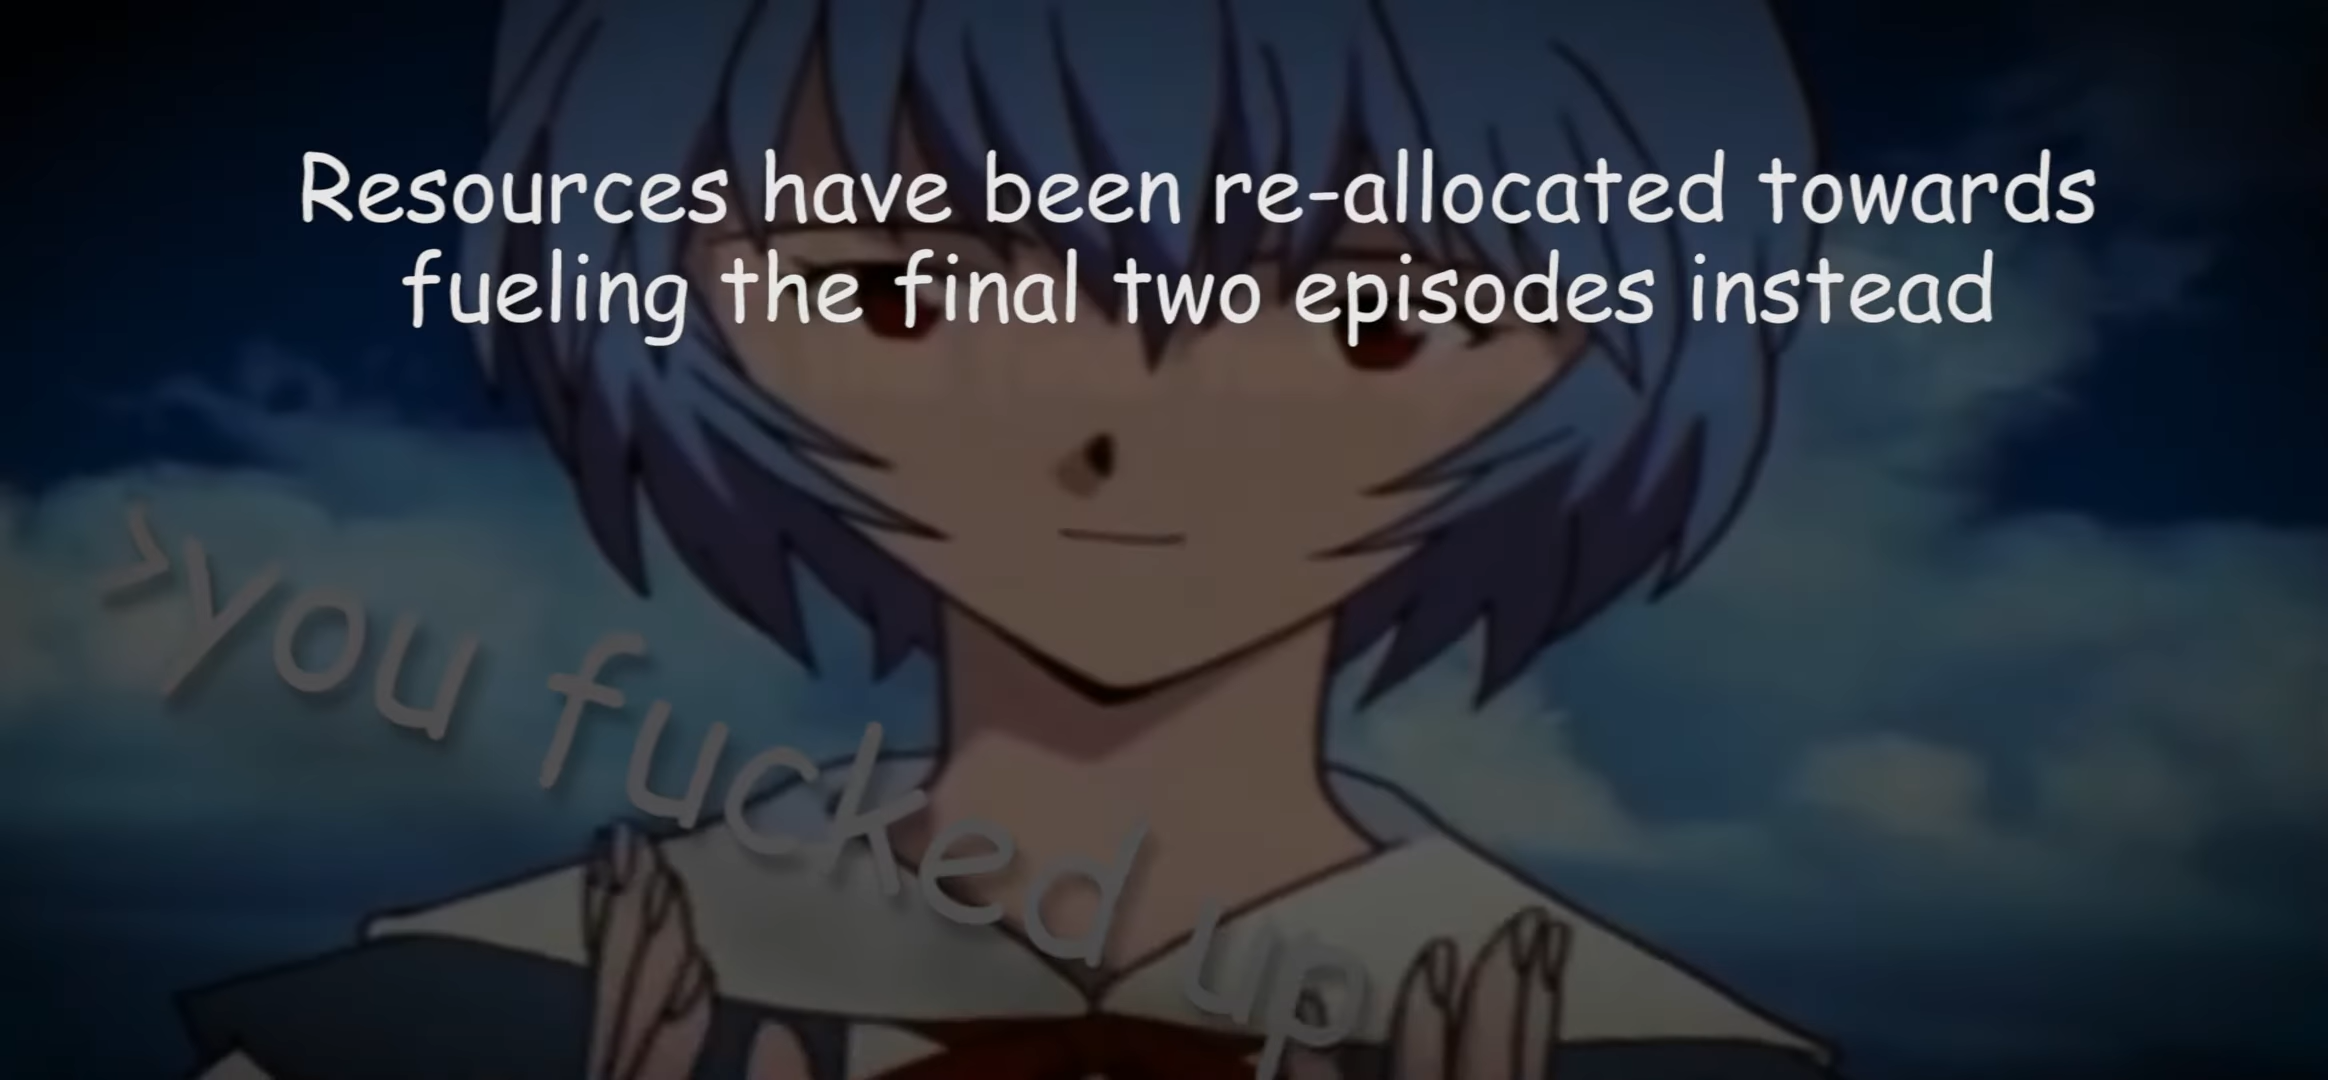 Resources have been re-allocated towards
fueling the final two episodes instead
>you fucked up